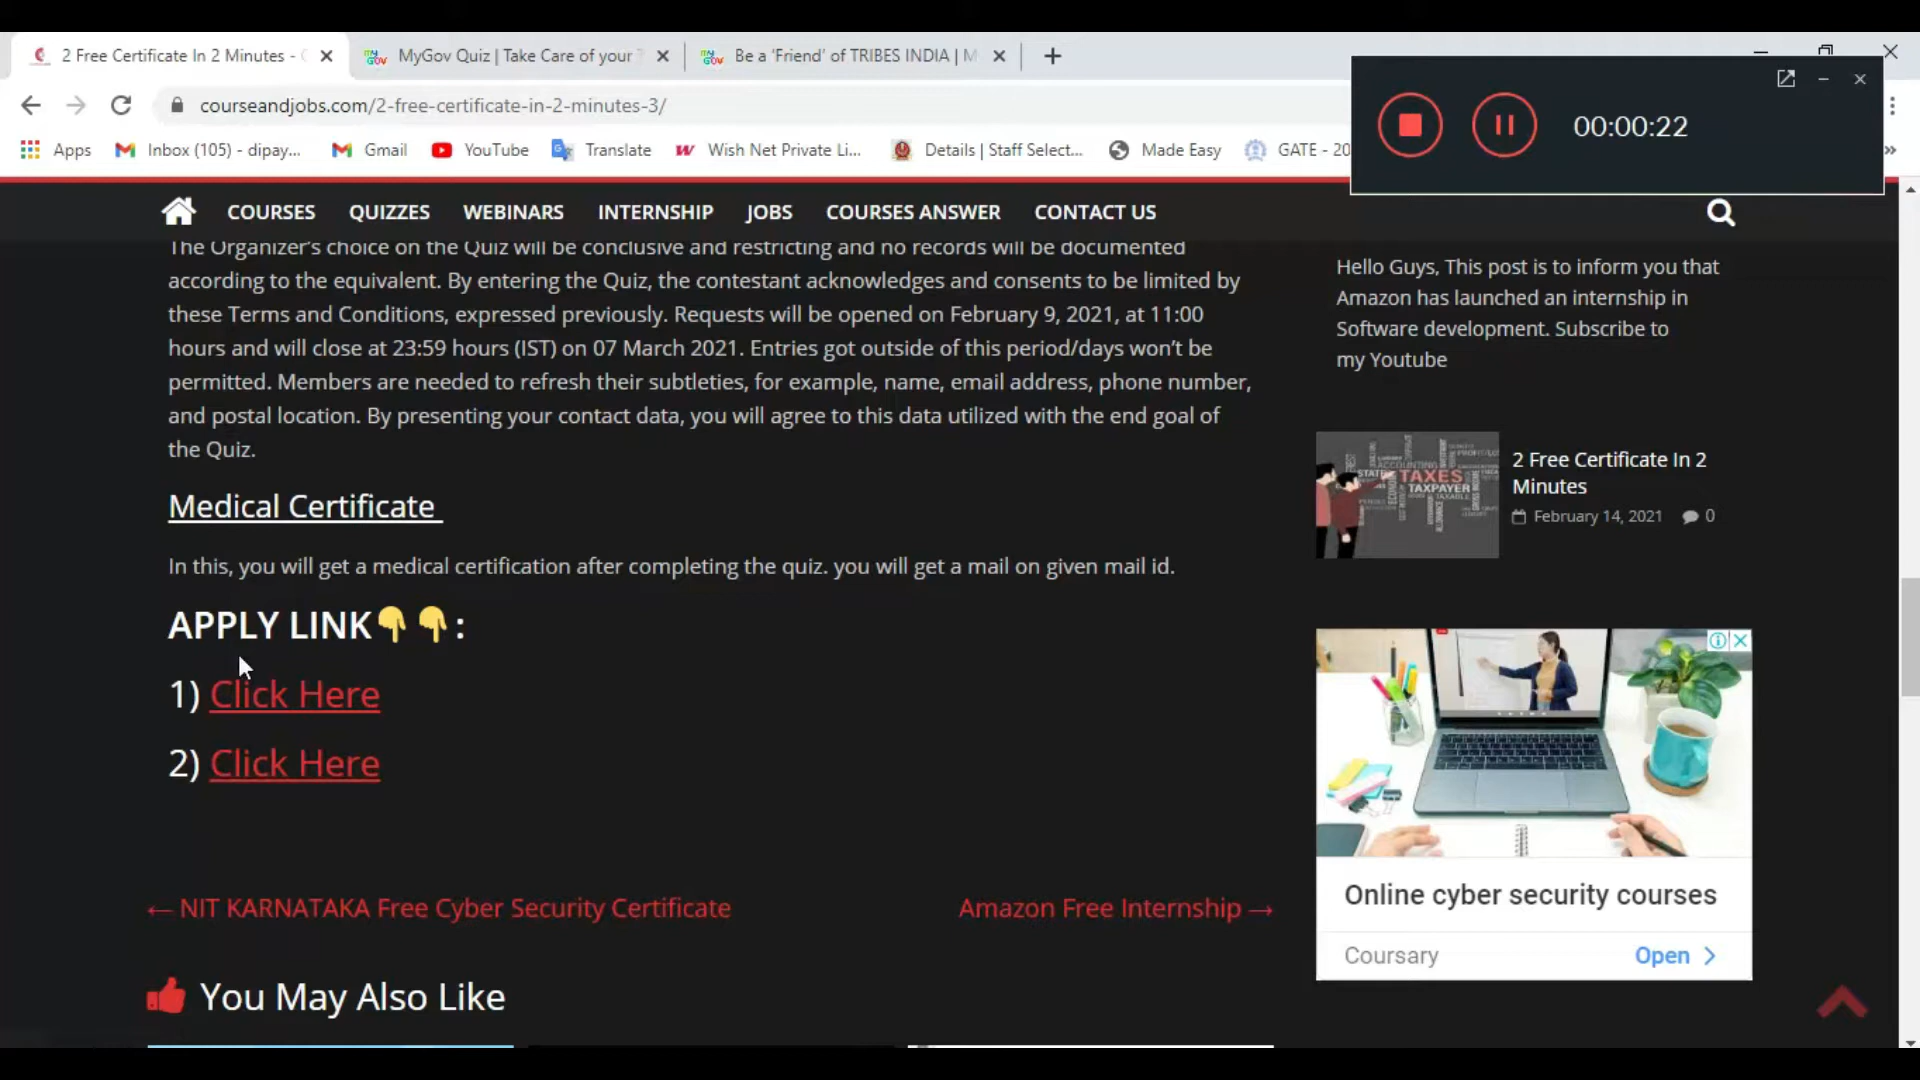 2 Free Certificate In 2 Minutes -
MyGov Quiz | Take Care of your
Be a 'Friend' of TRIBES INDIA | M
courseandjobs.com/2-free-certificate-in-2-minutes-3/
00:00:22
Apps
Inbox (105) - dipay...
Gmail
YouTube
Translate
Wish Net Private Li...
Details | Staff Select...
Made Easy
GATE - 20
»
COURSES
QUIZZES
WEBINARS
INTERNSHIP
JOBS
COURSES ANSWER
CONTACT US
The Organizer's choice on the Quiz will be conclusive and restricting and no records will be documented
according to the equivalent. By entering the Quiz, the contestant acknowledges and consents to be limited by
these Terms and Conditions, expressed previously. Requests will be opened on February 9, 2021, at 11:00
hours and will close at 23:59 hours (IST) on 07 March 2021. Entries got outside of this period/days won't be
permitted. Members are needed to refresh their subtleties, for example, name, email address, phone number,
and postal location. By presenting your contact data, you will agree to this data utilized with the end goal of
the Quiz.
Medical Certificate
In this, you will get a medical certification after completing the quiz. you will get a mail on given mail id.
APPLY LINK👇👇:
1) Click Here
2) Click Here
← NIT KARNATAKA Free Cyber Security Certificate
Amazon Free Internship →
You May Also Like
Hello Guys, This post is to inform you that
Amazon has launched an internship in
Software development. Subscribe to
my Youtube
TAXES
TAXPAYER
ACCOUNTING
2 Free Certificate In 2
Minutes
February 14, 2021
0
Online cyber security courses
Coursary
Open